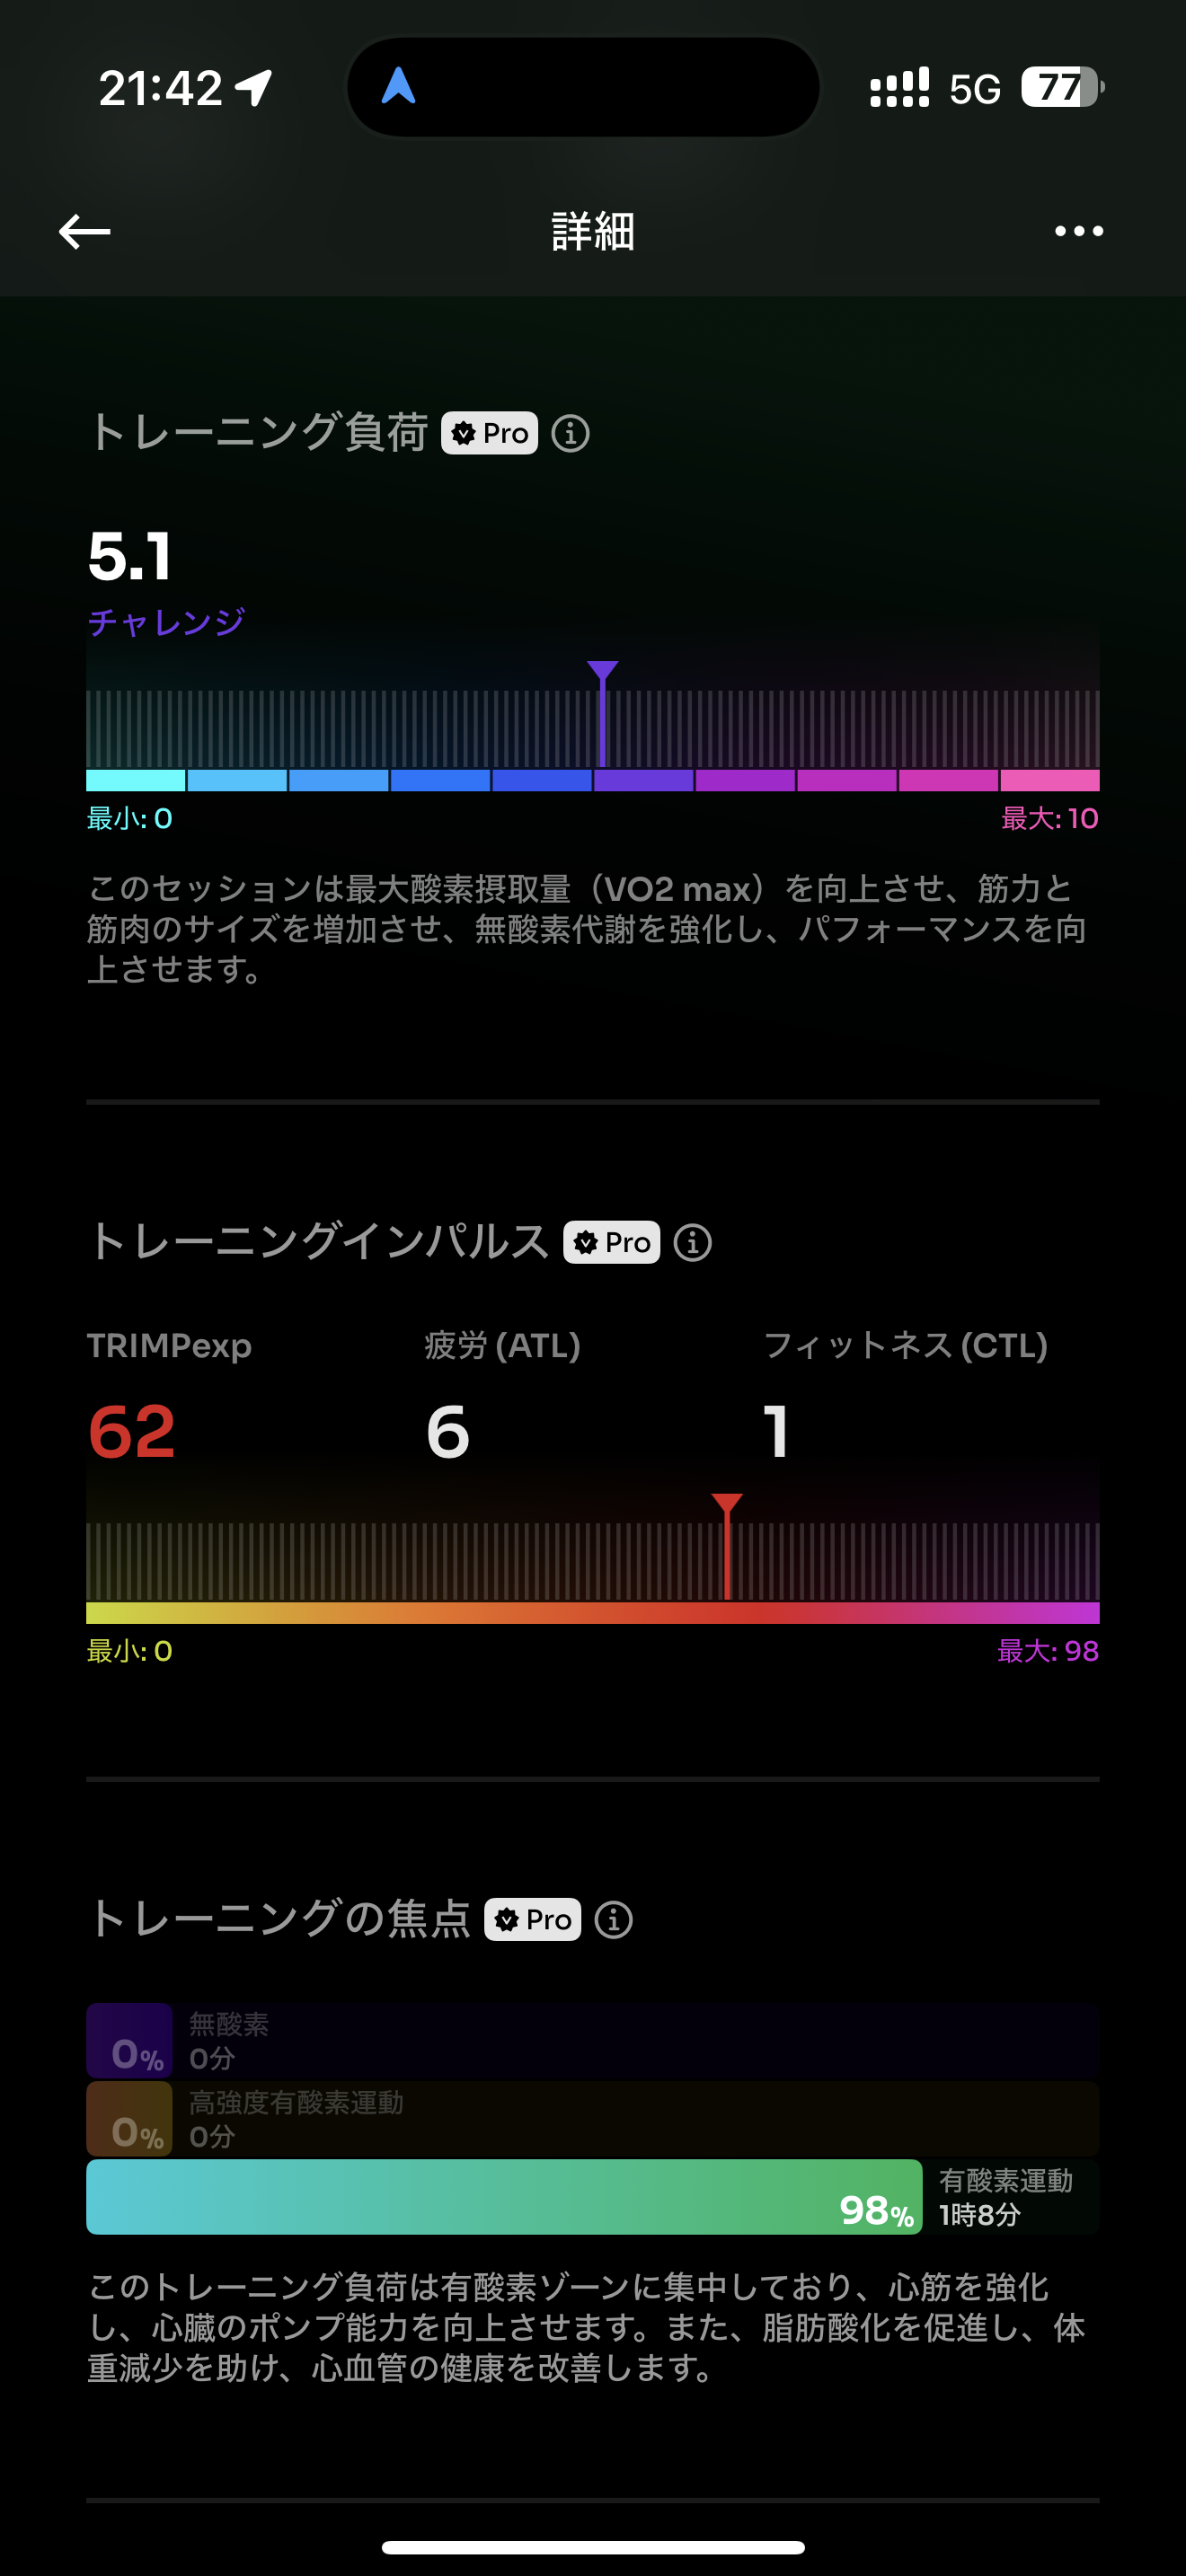 21:42 5G 77
詳細
トレーニング負荷 Pro
5.1
チャレンジ
最小: 0 最大: 10
このセッションは最大酸素摂取量（VO2 max）を向上させ、筋力と
筋肉のサイズを増加させ、無酸素代謝を強化し、パフォーマンスを向
上させます。
トレーニングインパルス Pro
TRIMPexp 疲労 (ATL) フィットネス (CTL)
62 6 1
最小: 0 最大: 98
トレーニングの焦点 Pro
無酸素
0% 0分
高強度有酸素運動
0% 0分
有酸素運動
98% 1時8分
このトレーニング負荷は有酸素ゾーンに集中しており、心筋を強化
し、心臓のポンプ能力を向上させます。また、脂肪酸化を促進し、体
重減少を助け、心血管の健康を改善します。